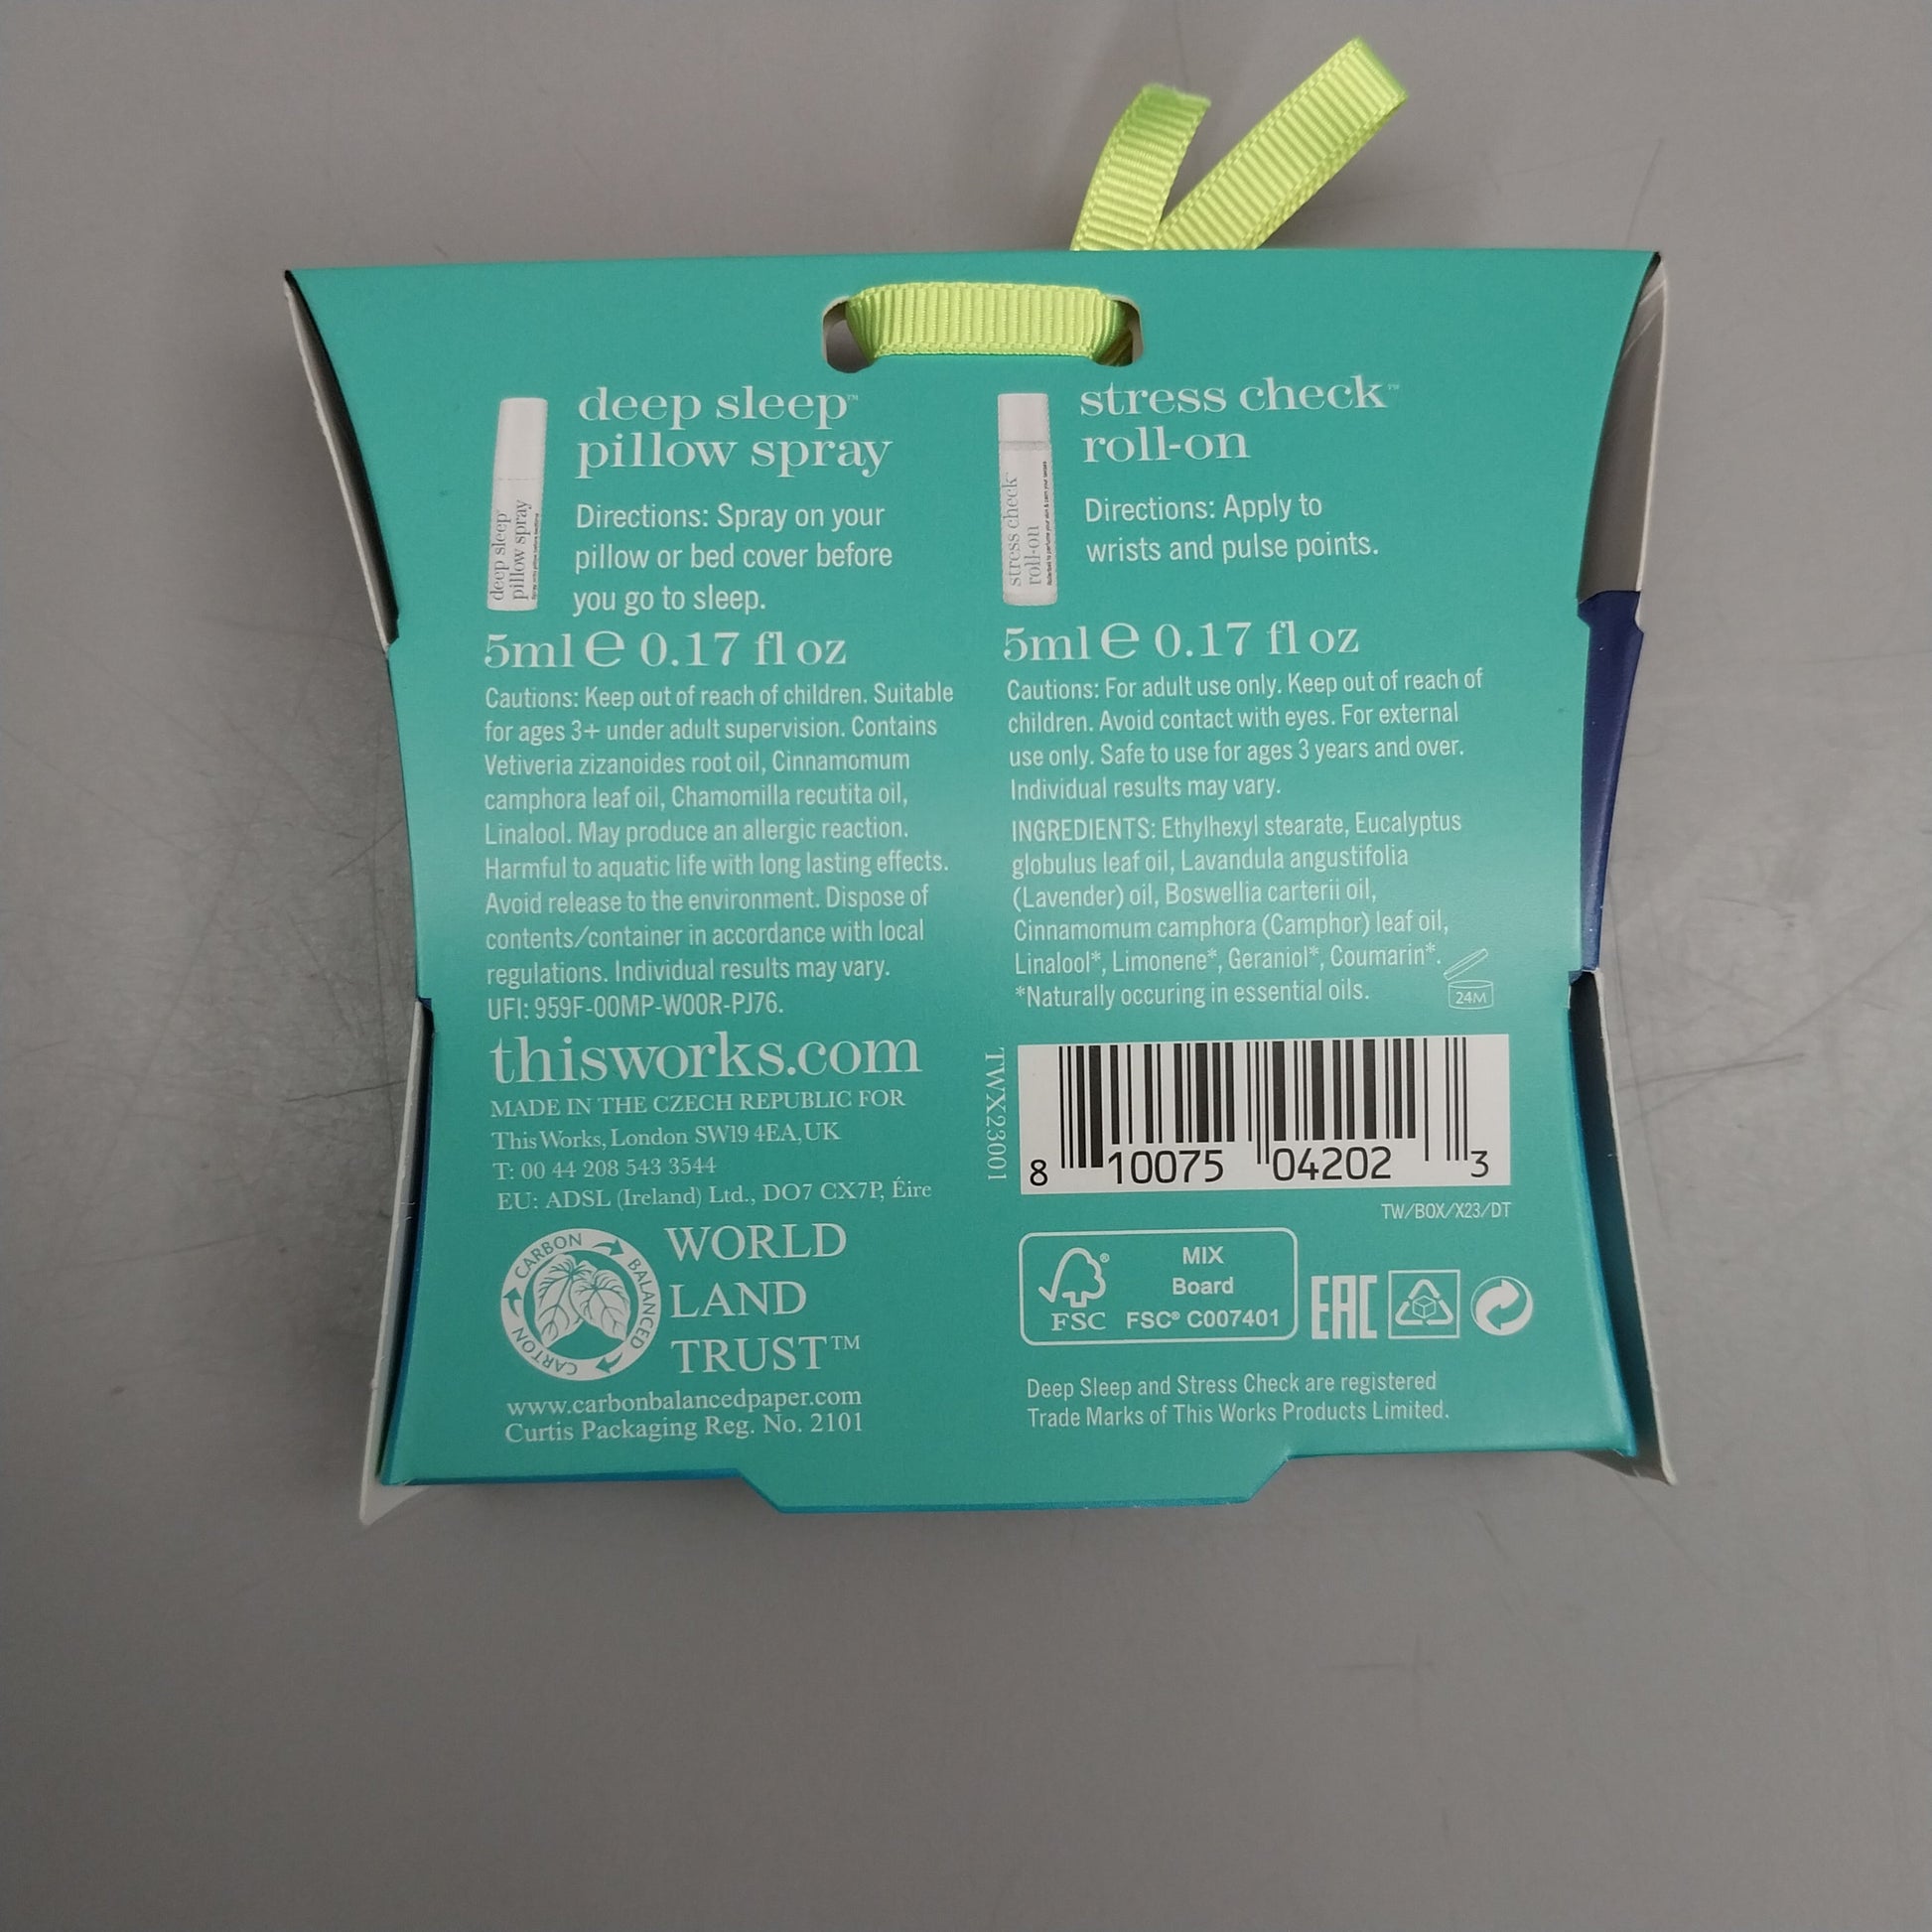 deep sleep™
pillow spray
Directions: Spray on your
pillow or bed cover before
you go to sleep.
deep sleep
pillow spray
5ml e 0.17 fl oz
Cautions: Keep out of reach of children. Suitable
for ages 3+ under adult supervision. Contains
Vetiveria zizanoides root oil, Cinnamomum
camphora leaf oil, Chamomilla recutita oil,
Linalool. May produce an allergic reaction.
Harmful to aquatic life with long lasting effects.
Avoid release to the environment. Dispose of
contents/container in accordance with local
regulations. Individual results may vary.
UFI: 959F-00MP-W00R-PJ76.
thisworks.com
MADE IN THE CZECH REPUBLIC FOR
This Works, London SW19 4EA, UK
T: 00 44 208 543 3544
EU: ADSL (Ireland) Ltd., DO7 CX7P, Éire
CARBON BALANCED CARTON
WORLD
LAND
TRUST™
www.carbonbalancedpaper.com
Curtis Packaging Reg. No. 2101
stress check™
roll-on
Directions: Apply to
wrists and pulse points.
stress check
roll-on
5ml e 0.17 fl oz
Cautions: For adult use only. Keep out of reach of
children. Avoid contact with eyes. For external
use only. Safe to use for ages 3 years and over.
Individual results may vary.
INGREDIENTS: Ethylhexyl stearate, Eucalyptus
globulus leaf oil, Lavandula angustifolia
(Lavender) oil, Boswellia carterii oil,
Cinnamomum camphora (Camphor) leaf oil,
Linalool*, Limonene*, Geraniol*, Coumarin*.
*Naturally occuring in essential oils.
24M
TWX23001
8 10075 04202 3
TW/BOX/X23/DT
FSC®
MIX
Board
FSC® C007401
EAC
Deep Sleep and Stress Check are registered
Trade Marks of This Works Products Limited.